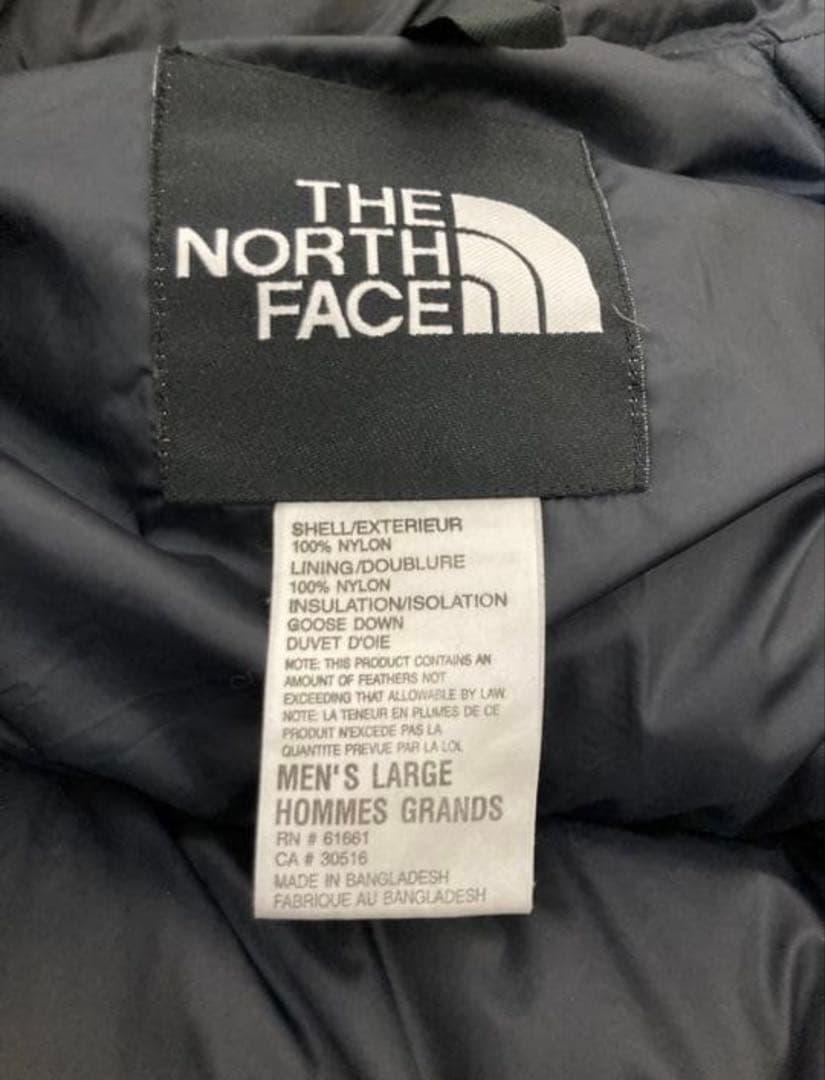 THE
NORTH
FACE
SHELL/EXTERIEUR
100% NYLON
LINING/DOUBLURE
100% NYLON
INSULATION/ISOLATION
GOOSE DOWN
DUVET D'OIE
NOTE: THIS PRODUCT CONTAINS AN
AMOUNT OF FEATHERS NOT
EXCEEDING THAT ALLOWABLE BY LAW
NOTE: LA TENEUR EN PLUMES DE CE
PRODUIT N'EXCEDE PAS LA
QUANTITE PREVUE PAR LA LOI.
MEN'S LARGE
HOMMES GRANDS
RN # 61661
CA # 30516
MADE IN BANGLADESH
FABRIQUE AU BANGLADESH